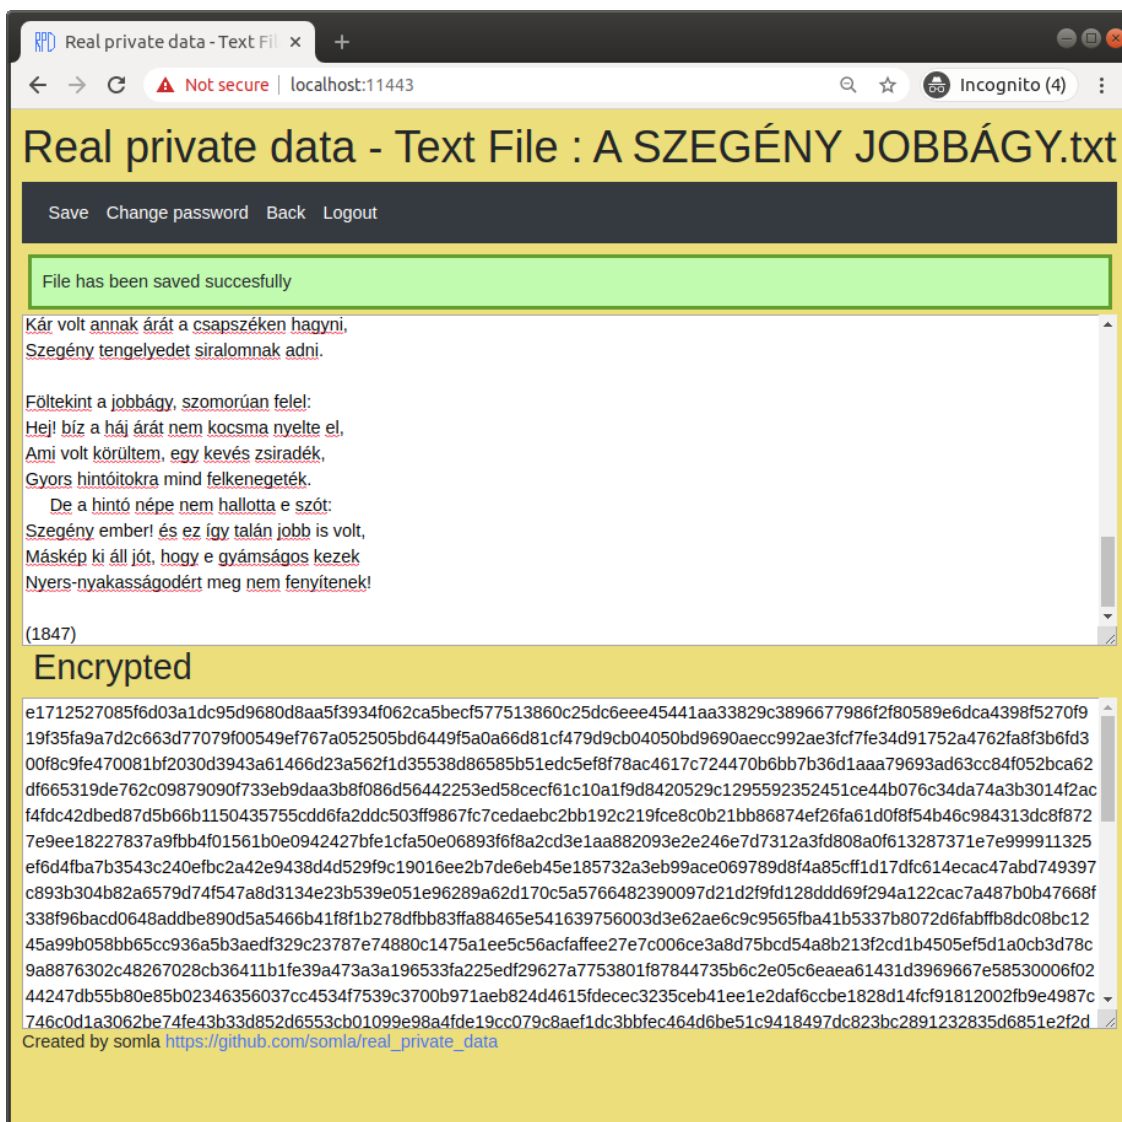 Real private data - Text Fil
Not secure | localhost:11443
Incognito (4)
Real private data - Text File : A SZEGÉNY JOBBÁGY.txt
Save Change password Back Logout
File has been saved succesfully
Kár volt annak árát a csapszéken hagyni,
Szegény tengelyedet siralomnak adni.
Föltekint a jobbágy, szomorúan felel:
Hej! bíz a háj árát nem kocsma nyelte el,
Ami volt körültem, egy kevés zsiradék,
Gyors hintóitokra mind felkenegeték.
De a hintó népe nem hallotta e szót:
Szegény ember! és ez így talán jobb is volt,
Máskép ki áll jót, hogy e gyámságos kezek
Nyers-nyakasságodért meg nem fenyítenek!
(1847)
Encrypted
e1712527085f6d03a1dc95d9680d8aa5f3934f062ca5becf577513860c25dc6eee45441aa33829c3896677986f2f80589e6dca4398f5270f9
19f35fa9a7d2c663d77079f00549ef767a052505bd6449f5a0a66d81cf479d9cb04050bd9690aecc992ae3fcf7fe34d91752a4762fa8f3b6fd3
00f8c9fe470081bf2030d3943a61466d23a562f1d35538d86585b51edc5ef8f78ac4617c724470b6bb7b36d1aaa79693ad63cc84f052bca62
df665319de762c09879090f733eb9daa3b8f086d56442253ed58cecf61c10a1f9d8420529c1295592352451ce44b076c34da74a3b3014f2ac
f4fdc42dbed87d5b66b1150435755cdd6fa2ddc503ff9867fc7cedaebc2bb192c219fce8c0b21bb86874ef26fa61d0f8f54b46c984313dc8f872
7e9ee18227837a9fbb4f01561b0e0942427bfe1cfa50e06893f6f8a2cd3e1aa882093e2e246e7d7312a3fd808a0f613287371e7e999911325
ef6d4fba7b3543c240efbc2a42e9438d4d529f9c19016ee2b7de6eb45e185732a3eb99ace069789d8f4a85cff1d17dfc614ecac47abd749397
c893b304b82a6579d74f547a8d3134e23b539e051e96289a62d170c5a5766482390097d21d2f9fd128ddd69f294a122cac7a487b0b47668f
338f96bacd0648addbe890d5a5466b41f8f1b278dfbb83ffa88465e541639756003d3e62ae6c9c9565fba41b5337b8072d6fabffb8dc08bc12
45a99b058bb65cc936a5b3aedf329c23787e74880c1475a1ee5c56acfaffee27e7c006ce3a8d75bcd54a8b213f2cd1b4505ef5d1a0cb3d78c
9a8876302c48267028cb36411b1fe39a473a3a196533fa225edf29627a7753801f87844735b6c2e05c6eaea61431d3969667e58530006f02
44247db55b80e85b02346356037cc4534f7539c3700b971aeb824d4615fdecec3235ceb41ee1e2daf6ccbe1828d14fcf91812002fb9e4987c
746c0d1a3062be74fe43b33d852d6553cb01099e98a4fde19cc079c8aef1dc3bbfec464d6be51c9418497dc823bc2891232835d6851e2f2d
Created by somla https://github.com/somla/real_private_data